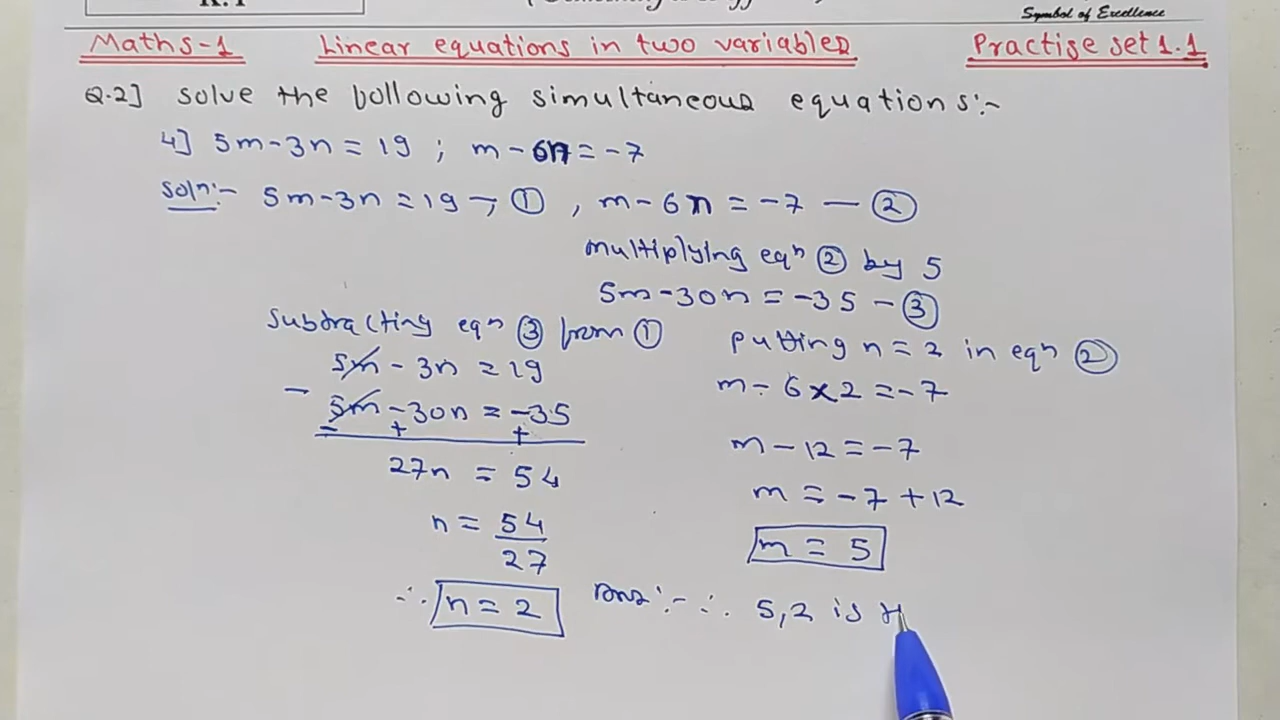 Symbol of Excellence
Maths-1 Linear equations in two variables Practise set 1.1
Q.2] solve the following simultaneous equations:-
4] 5m-3n=19 ; m-6n=-7
Soln:- 5m-3n=19 → ① , m-6n=-7 — ②
multiplying eqn ② by 5
5m-30n=-35 - ③
Subtracting eqn ③ from ①
5m - 3n = 19
- 5m - 30n = -35
- + +
27n = 54
n = 54
27
∴ n = 2
putting n=2 in eqn ②
m - 6×2 = -7
m - 12 = -7
m = -7 + 12
m = 5
Ans:- ∴ 5,2 is